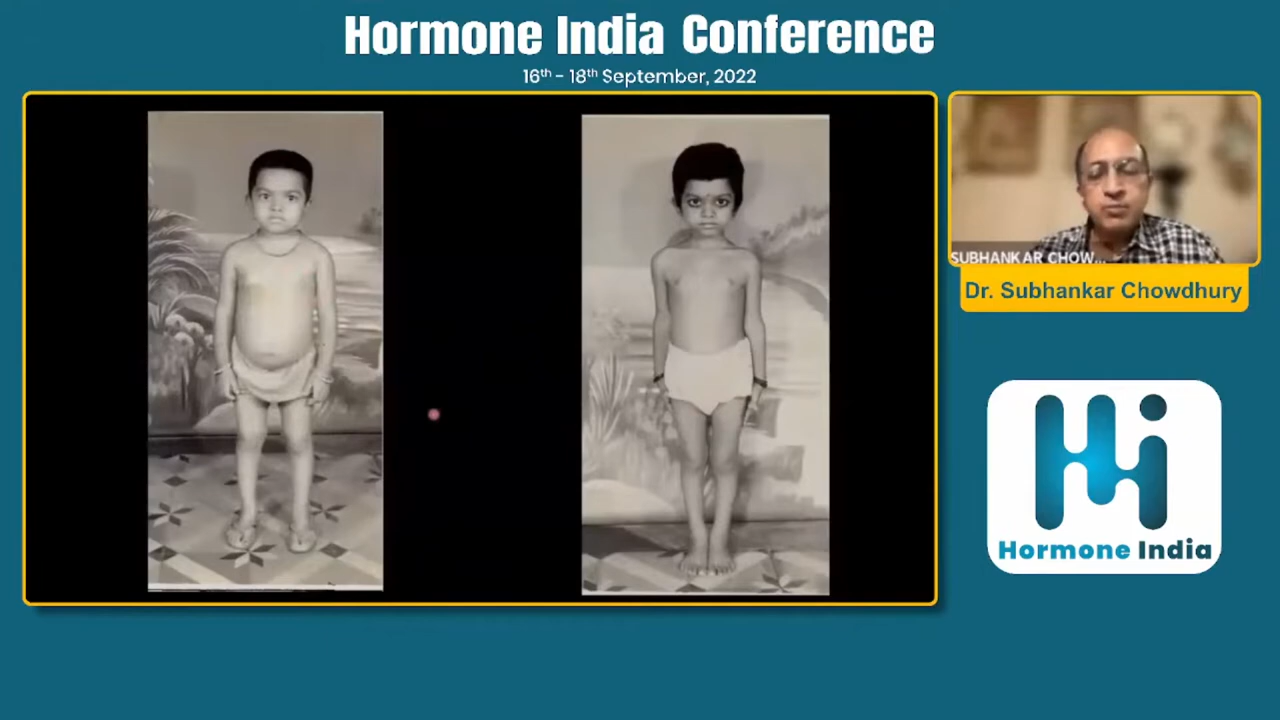 Hormone India Conference
16th - 18th September, 2022
SUBHANKAR CHOW...
Dr. Subhankar Chowdhury
Hormone India